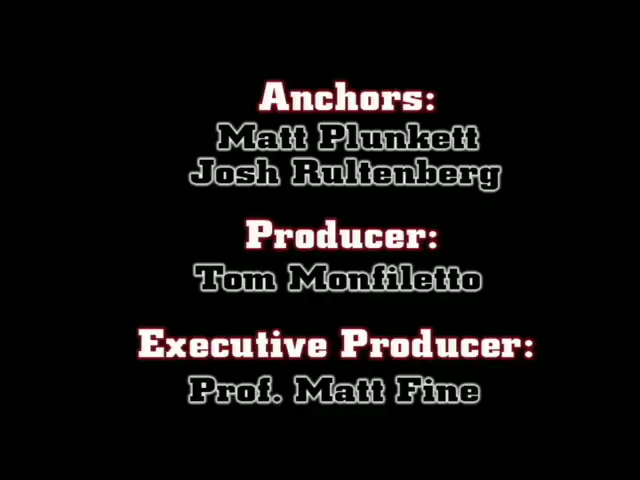 Anchors:
Matt Plunkett
Josh Rultenberg
Producer:
Tom Monfiletto
Executive Producer:
Prof. Matt Fine